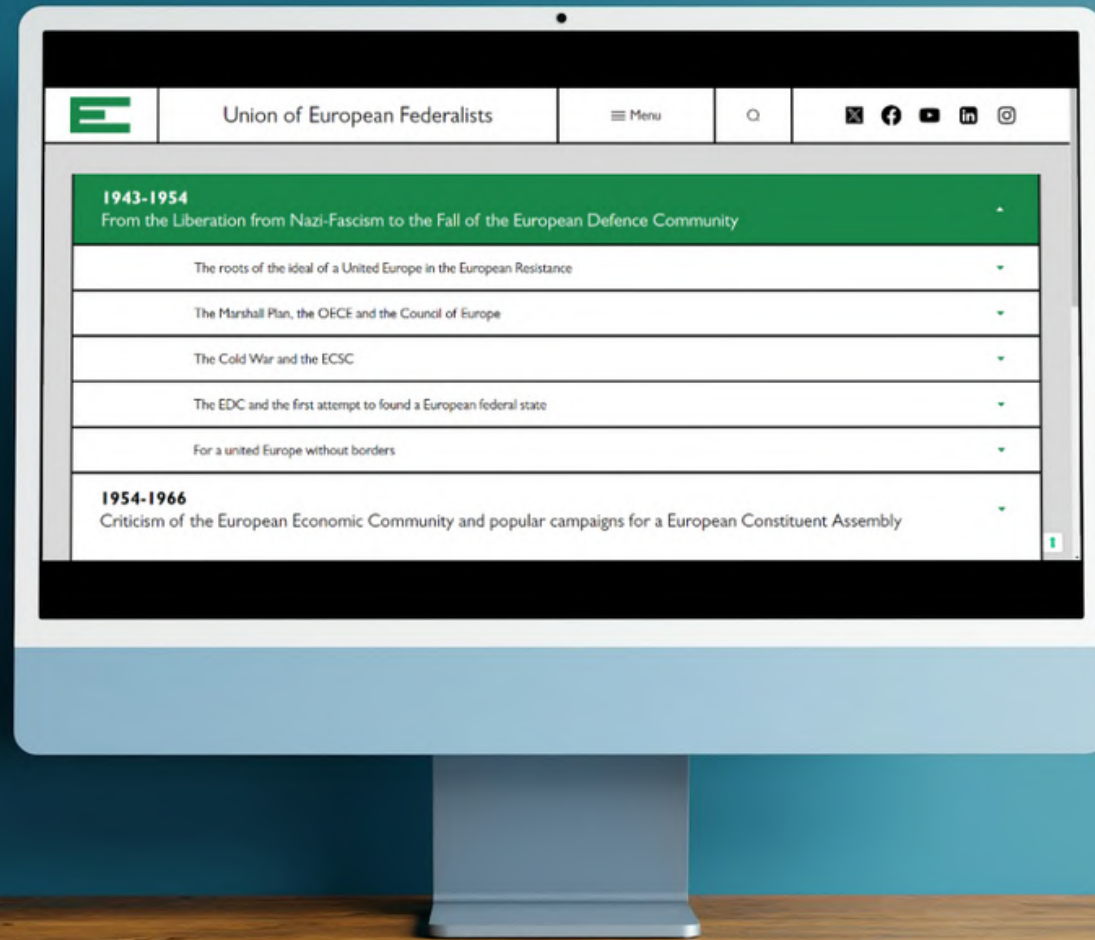 Union of European Federalists
Menu
1943-1954
From the Liberation from Nazi-Fascism to the Fall of the European Defence Community
The roots of the ideal of a United Europe in the European Resistance
The Marshall Plan, the OECE and the Council of Europe
The Cold War and the ECSC
The EDC and the first attempt to found a European federal state
For a united Europe without borders
1954-1966
Criticism of the European Economic Community and popular campaigns for a European Constituent Assembly